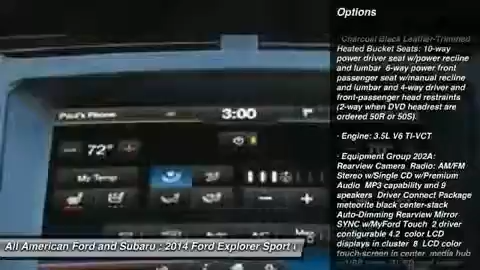 Options
· Charcoal Black Leather-Trimmed
Heated Bucket Seats: 10-way
power driver seat w/power recline
and lumbar  6-way power front
passenger seat w/manual recline
and lumbar and 4-way driver and
front-passenger head restraints
(2-way when DVD headrest are
ordered 50R or 50S).
· Engine: 3.5L V6 Ti-VCT
· Equipment Group 202A:
Rearview Camera  Radio: AM/FM
Stereo w/Single CD w/Premium
Audio  MP3 capability and 9
speakers  Driver Connect Package
meteorite black center-stack
Auto-Dimming Rearview Mirror
SYNC w/MyFord Touch  2 driver
configurable 4.2  color LCD
displays in cluster  8  LCD color
touch-screen in center  media hub
Paul's Phone
3:00
72°
My Temp
All American Ford and Subaru : 2014 Ford Explorer Sport